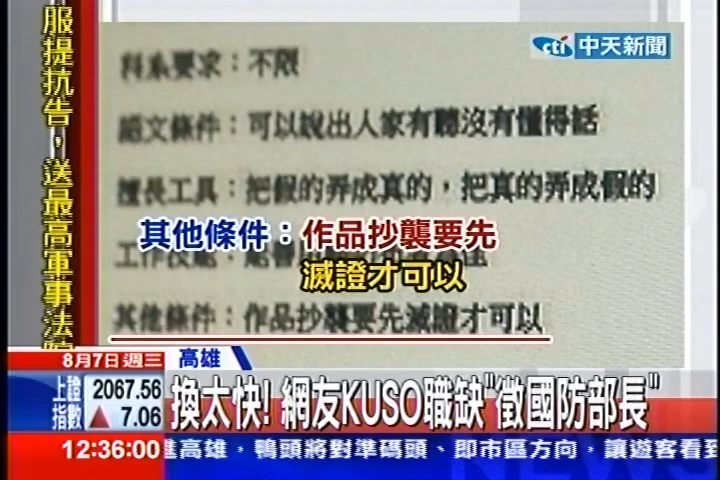 服提抗告，送最高軍事法
cti 中天新聞
科系要求：不限
語文條件：可以說出人家有聽沒有懂得話
擅長工具：把假的弄成真的，把真的弄成假的
其他條件：作品抄襲要先
滅證才可以
工作技能：
其他條件：作品抄襲要先滅證才可以
8月7日週三 高雄
上證指數 2067.56 ▲ 7.06
換太快! 網友KUSO職缺"徵國防部長"
12:36:00 進高雄，鴨頭將對準碼頭、即市區方向，讓遊客看到
NEWS